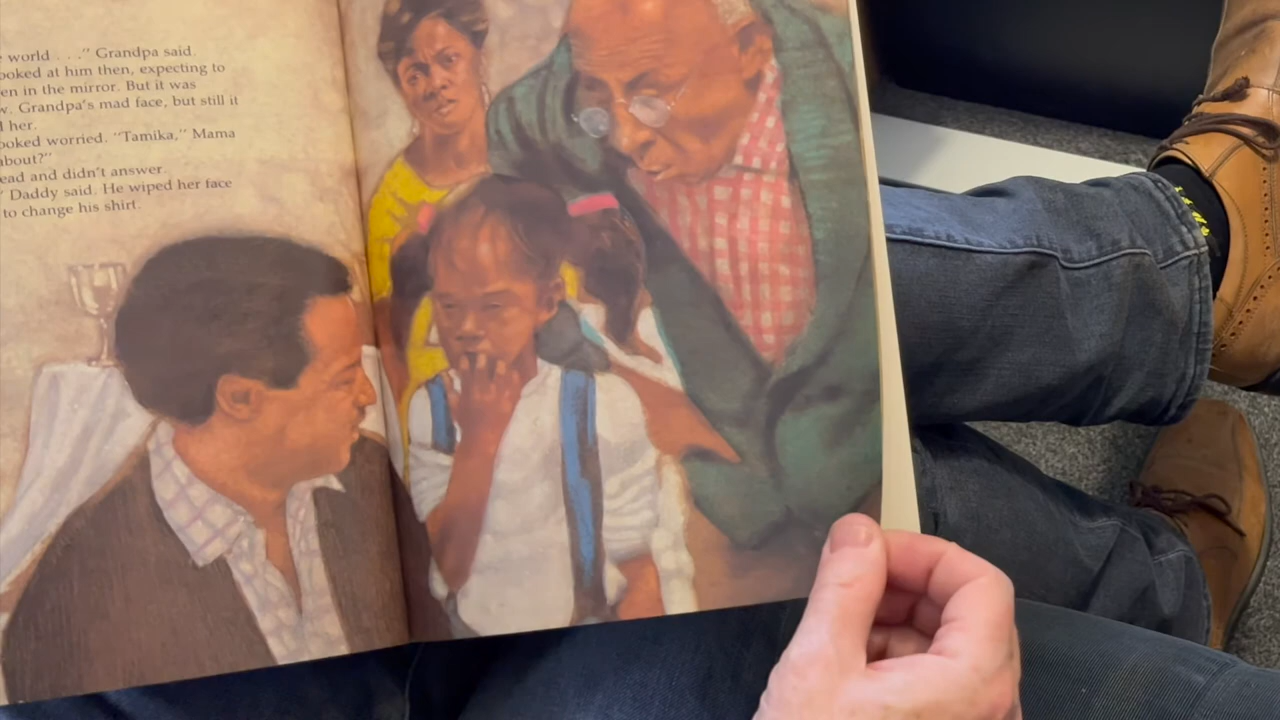 world . . ." Grandpa said.
ooked at him then, expecting to
en in the mirror. But it was
w. Grandpa's mad face, but still it
her.
ooked worried. "Tamika," Mama
about?"
ead and didn't answer.
" Daddy said. He wiped her face
to change his shirt.